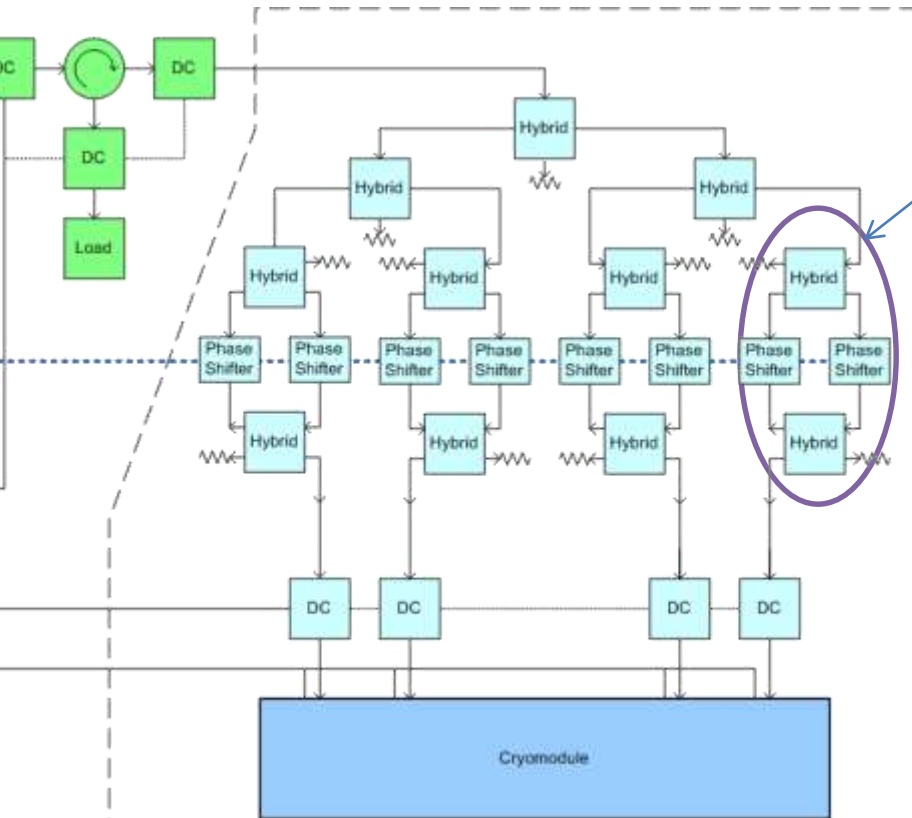 DC
DC
Hybrid
DC
Hybrid
Hybrid
Load
Hybrid
Hybrid
Hybrid
Hybrid
Phase
Shifter
Phase
Shifter
Phase
Shifter
Phase
Shifter
Phase
Shifter
Phase
Shifter
Phase
Shifter
Phase
Shifter
Hybrid
Hybrid
Hybrid
Hybrid
DC
DC
DC
DC
Cryomodule